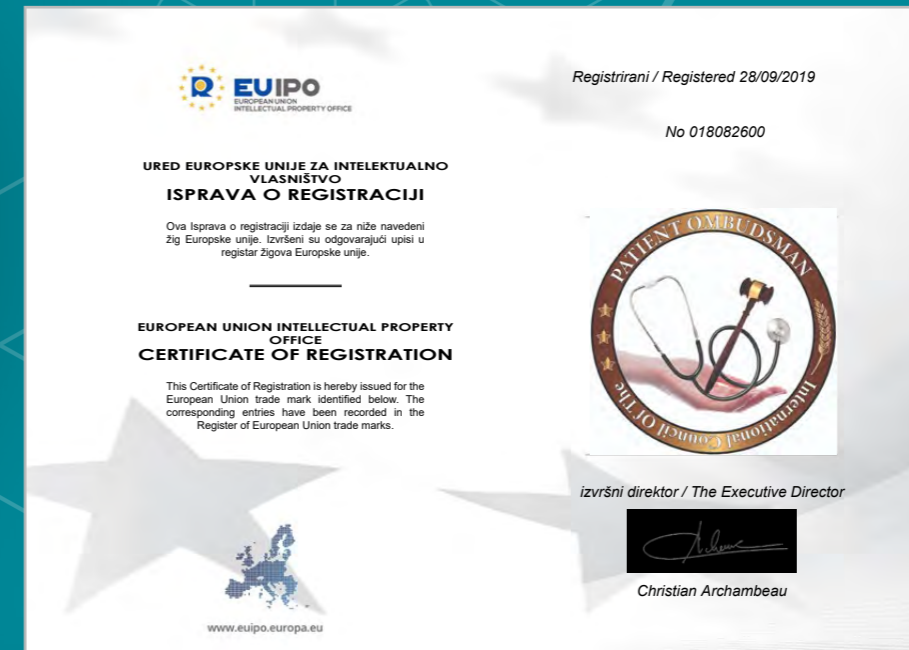 EUIPO
EUROPEAN UNION
INTELLECTUAL PROPERTY OFFICE
URED EUROPSKE UNIJE ZA INTELEKTUALNO
VLASNIŠTVO
ISPRAVA O REGISTRACIJI
Ova Isprava o registraciji izdaje se za niže navedeni
žig Europske unije. Izvršeni su odgovarajući upisi u
registar žigova Europske unije.
EUROPEAN UNION INTELLECTUAL PROPERTY
OFFICE
CERTIFICATE OF REGISTRATION
This Certificate of Registration is hereby issued for the
European Union trade mark identified below. The
corresponding entries have been recorded in the
Register of European Union trade marks.
www.euipo.europa.eu
Registrirani / Registered 28/09/2019
No 018082600
PATIENT OMBUDSMAN
International Council Of The
izvršni direktor / The Executive Director
Christian Archambeau